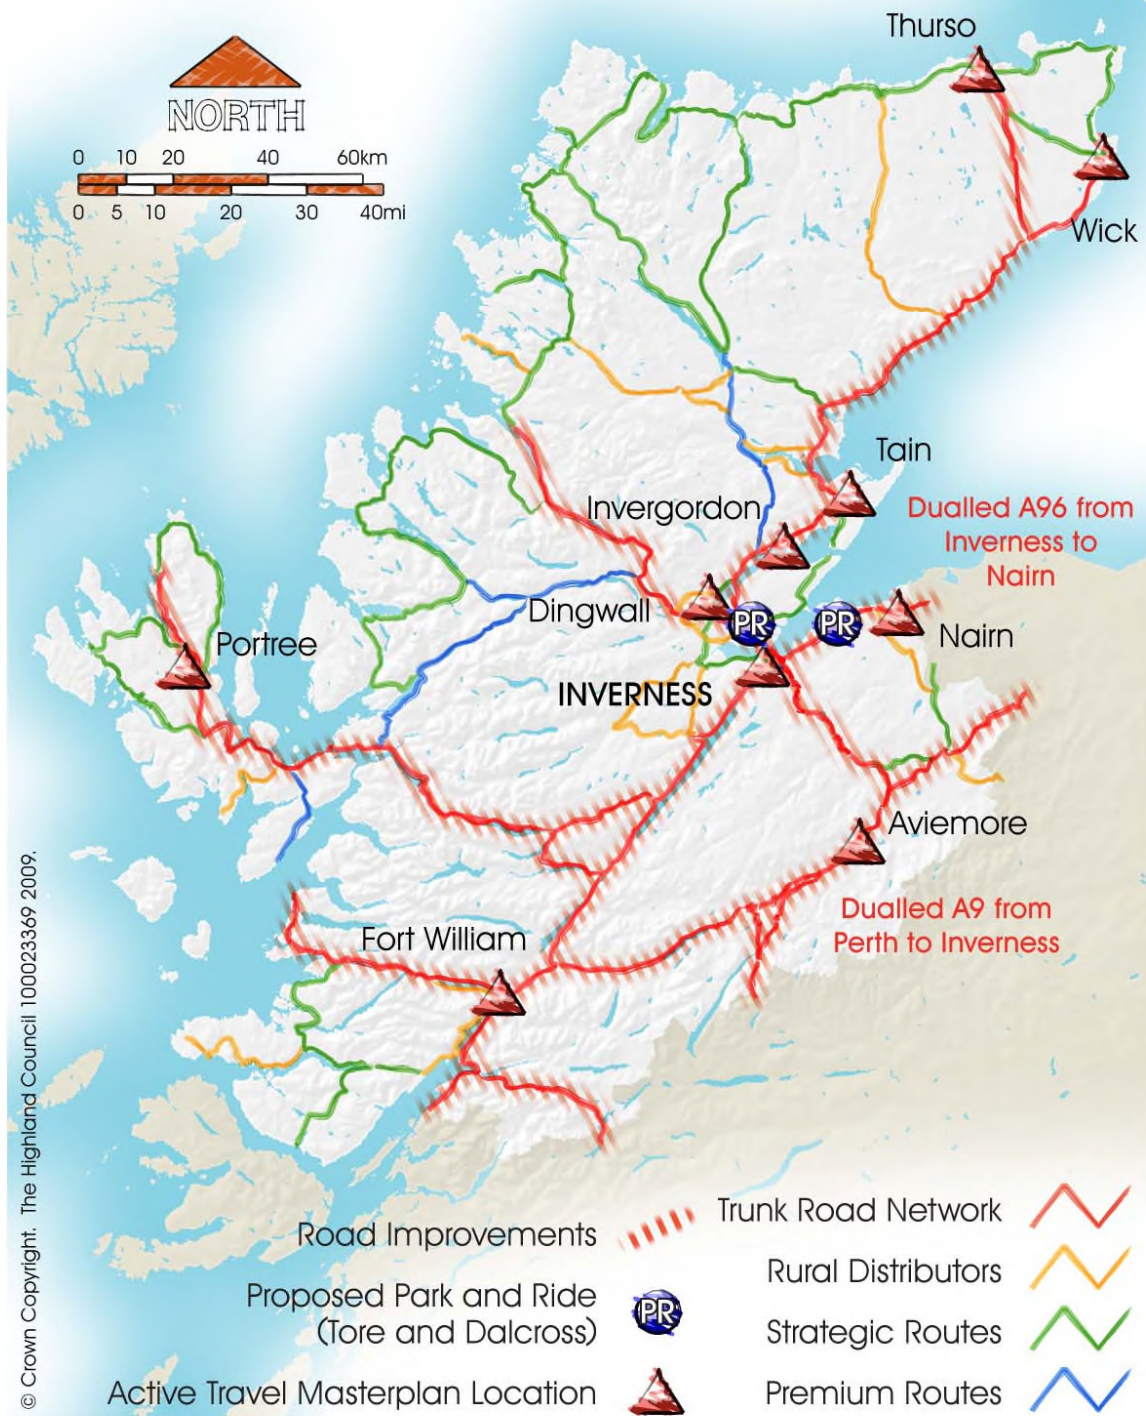 Thurso
NORTH
0 10 20 40 60km
0 5 10 20 30 40mi
Wick
Tain
Invergordon
Dualled A96 from
Inverness to
Nairn
Dingwall
PR
PR
Nairn
Portree
INVERNESS
Aviemore
Dualled A9 from
Perth to Inverness
Fort William
© Crown Copyright. The Highland Council 100023369 2009.
Road Improvements
Proposed Park and Ride
(Tore and Dalcross)
PR
Active Travel Masterplan Location
Trunk Road Network
Rural Distributors
Strategic Routes
Premium Routes